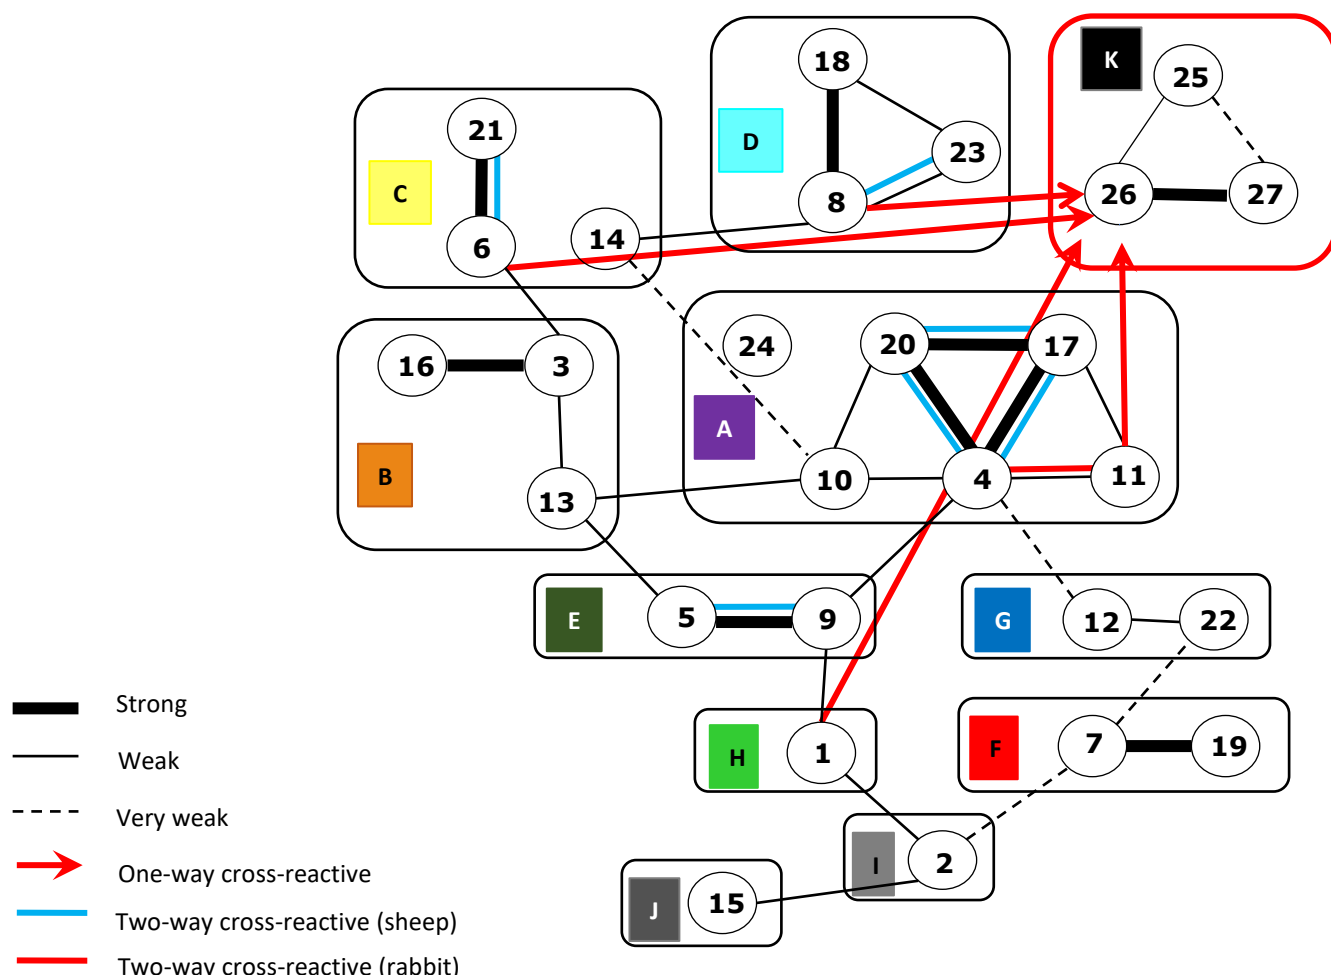 18
K
25
21
D
23
C
8
26
27
6
14
16
3
24
20
17
A
B
13
10
4
11
E
5
9
G
12
22
Strong
H
1
F
7
19
Weak
Very weak
I
2
One-way cross-reactive
J
15
Two-way cross-reactive (sheep)
Two-way cross-reactive (rabbit)